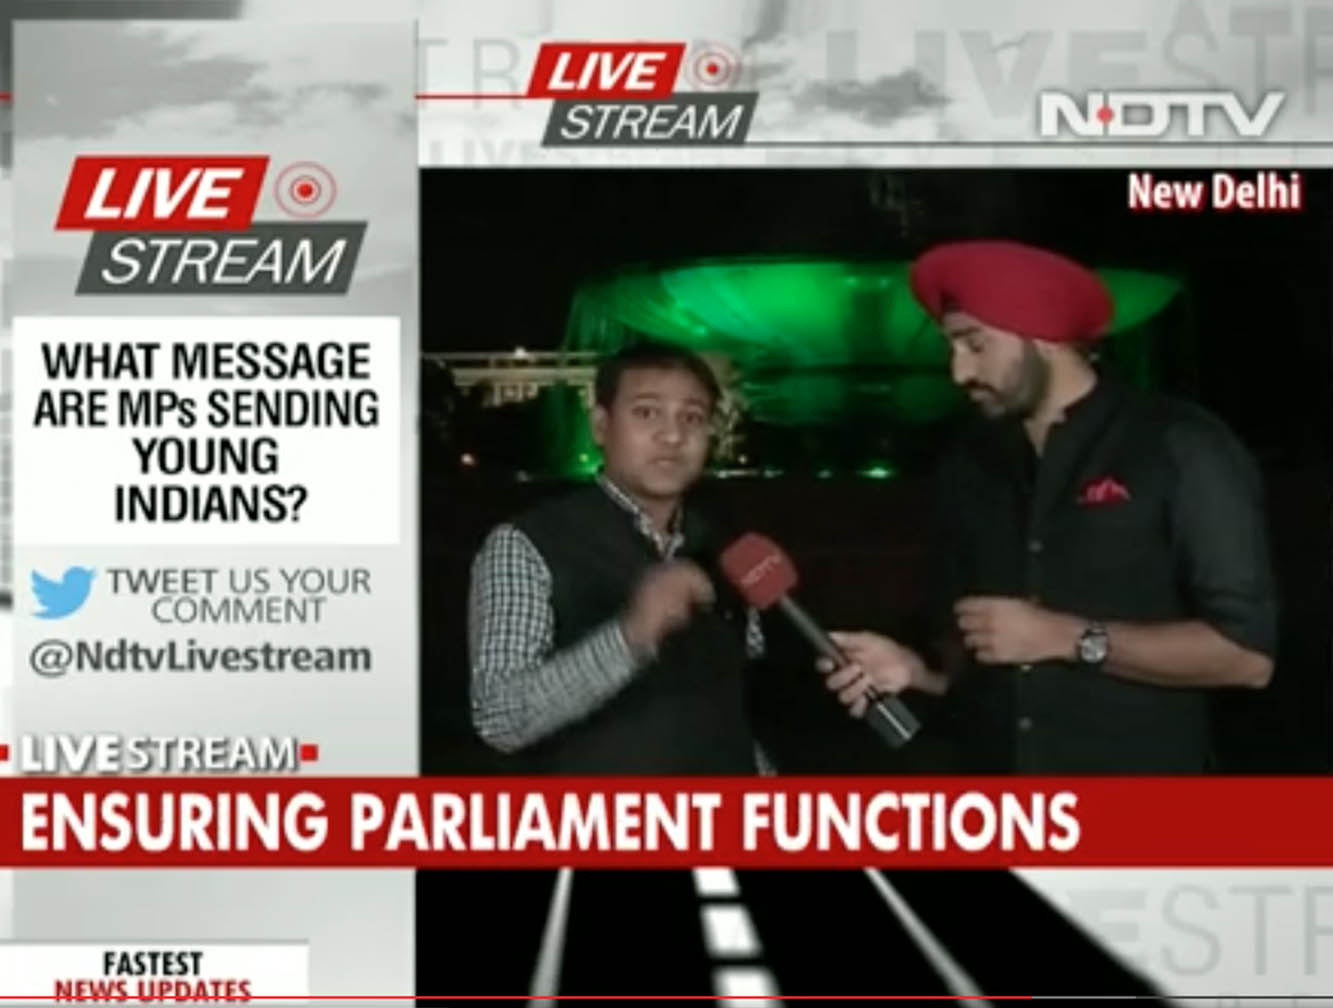 LIVE
STREAM
NDTV
New Delhi
LIVE
STREAM
WHAT MESSAGE
ARE MPs SENDING
YOUNG
INDIANS?
TWEET US YOUR
COMMENT
@NdtvLivestream
NDTV
LIVE STREAM
ENSURING PARLIAMENT FUNCTIONS
FASTEST
NEWS UPDATES